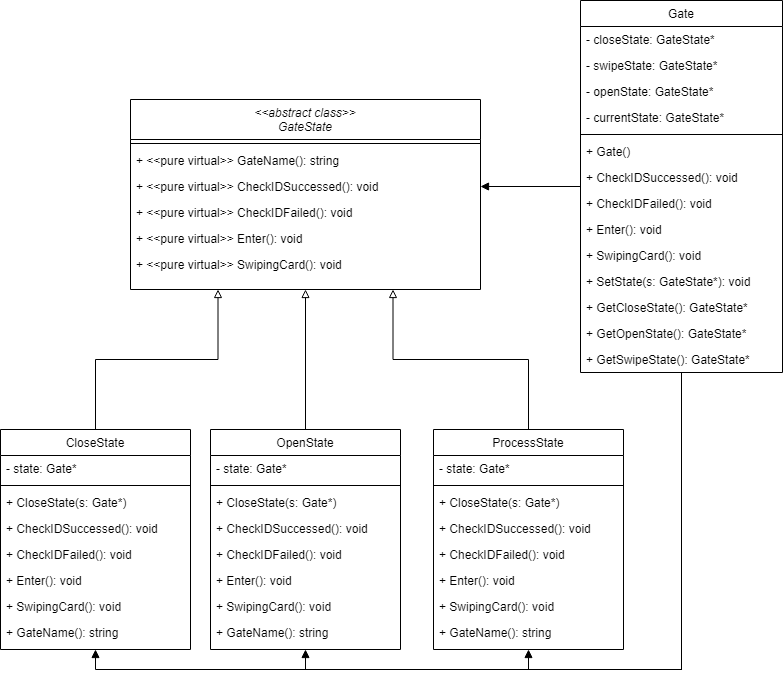 Gate
- closeState: GateState*
- swipeState: GateState*
- openState: GateState*
- currentState: GateState*
+ Gate()
+ CheckIDSuccessed(): void
+ CheckIDFailed(): void
+ Enter(): void
+ SwipingCard(): void
+ SetState(s: GateState*): void
+ GetCloseState(): GateState*
+ GetOpenState(): GateState*
+ GetSwipeState(): GateState*
<<abstract class>>
GateState
+ <<pure virtual>> GateName(): string
+ <<pure virtual>> CheckIDSuccessed(): void
+ <<pure virtual>> CheckIDFailed(): void
+ <<pure virtual>> Enter(): void
+ <<pure virtual>> SwipingCard(): void
CloseState
- state: Gate*
+ CloseState(s: Gate*)
+ CheckIDSuccessed(): void
+ CheckIDFailed(): void
+ Enter(): void
+ SwipingCard(): void
+ GateName(): string
OpenState
- state: Gate*
+ CloseState(s: Gate*)
+ CheckIDSuccessed(): void
+ CheckIDFailed(): void
+ Enter(): void
+ SwipingCard(): void
+ GateName(): string
ProcessState
- state: Gate*
+ CloseState(s: Gate*)
+ CheckIDSuccessed(): void
+ CheckIDFailed(): void
+ Enter(): void
+ SwipingCard(): void
+ GateName(): string